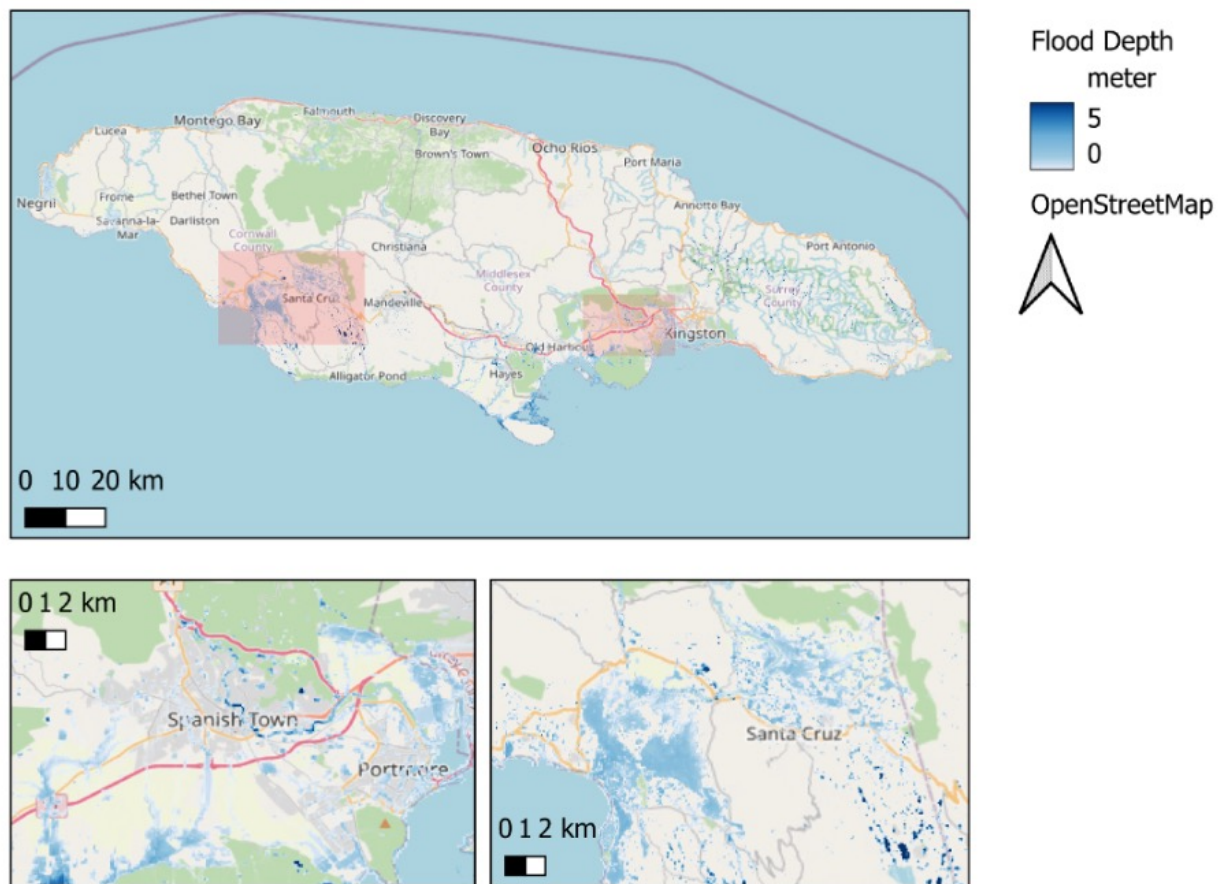 Flood Depth
meter
5
0
OpenStreetMap
Lucea
Montego Bay
Falmouth
Discovery
Bay
Brown's Town
Ocho Rios
Port Maria
Annotto Bay
Port Antonio
Negril
Frome
Bethel Town
Savanna-la-
Mar
Darliston
Cornwall
County
Christiana
Middlesex
County
Surrey
County
Santa Cruz
Mandeville
Old Harbour
Kingston
Alligator Pond
Hayes
0 10 20 km
0 1 2 km
Spanish Town
Portmore
Santa Cruz
0 1 2 km